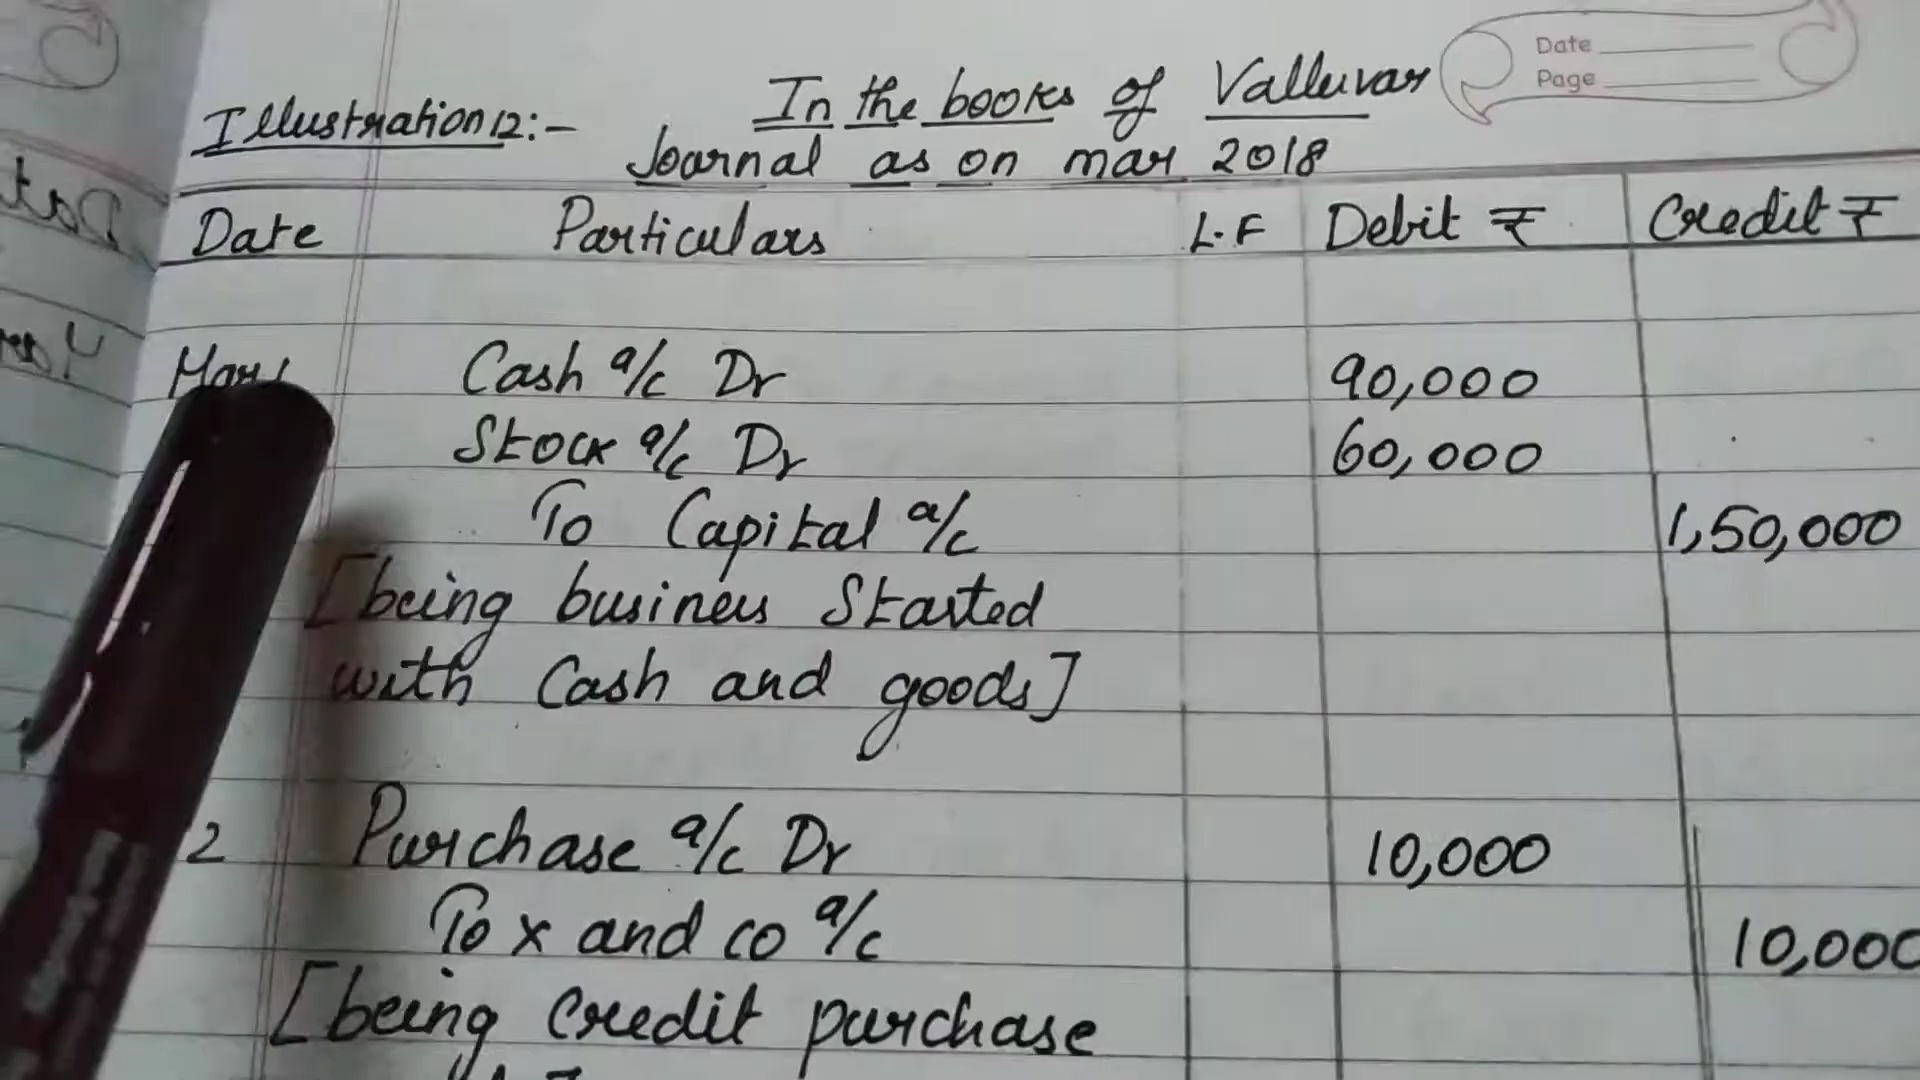 Date
Page
Illustration 12:-
In the books of Valluvar
Journal as on mar 2018
Date Particulars L.F Debit ₹ Credit ₹
Mar 1 Cash a/c Dr 90,000
Stock a/c Dr 60,000
To Capital a/c 1,50,000
[being business Started
with Cash and goods]
2 Purchase a/c Dr 10,000
To x and co a/c 10,000
[being credit purchase